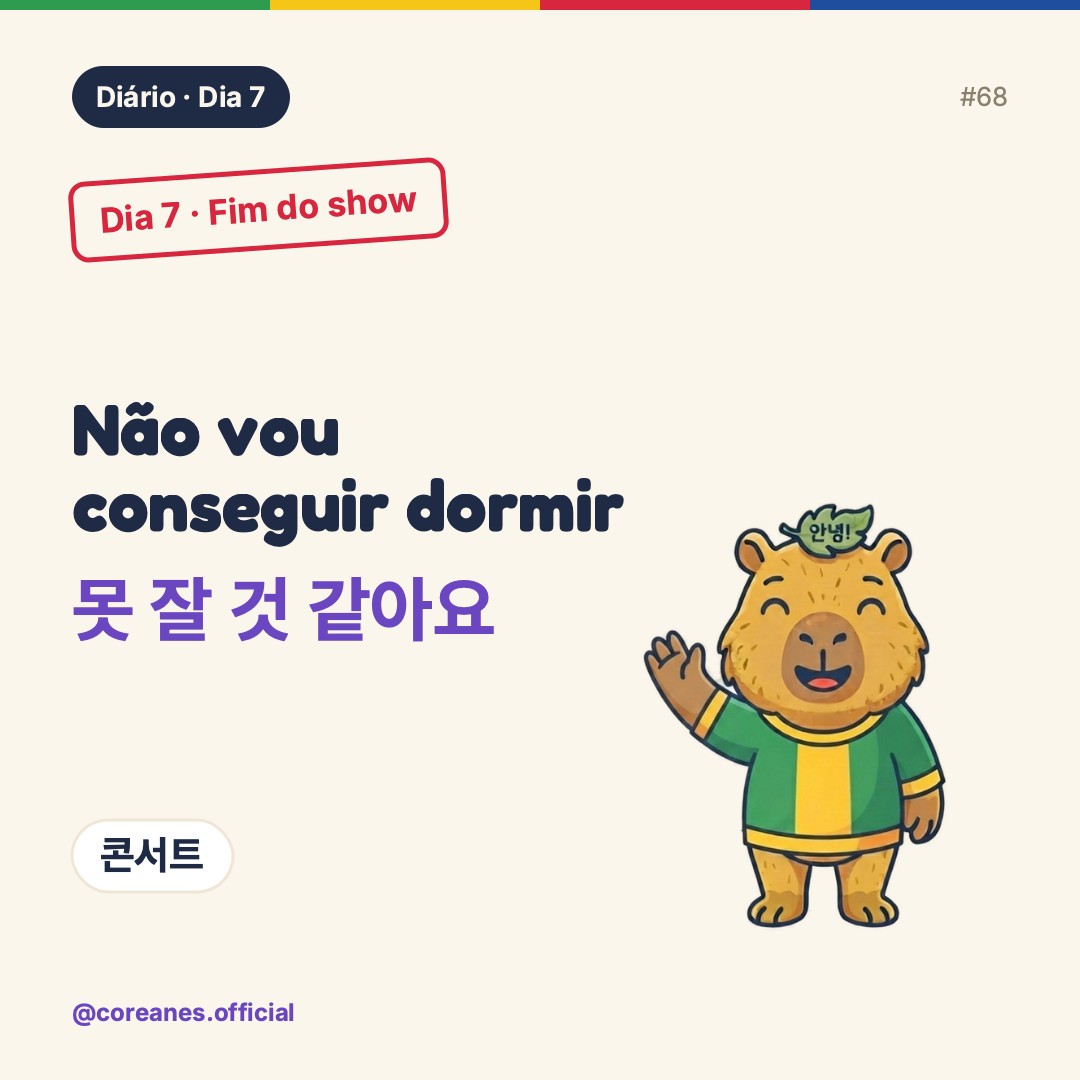 Diário · Dia 7
#68
Dia 7 · Fim do show
Não vou
conseguir dormir
못 잘 것 같아요
안녕!
콘서트
@coreanes.official